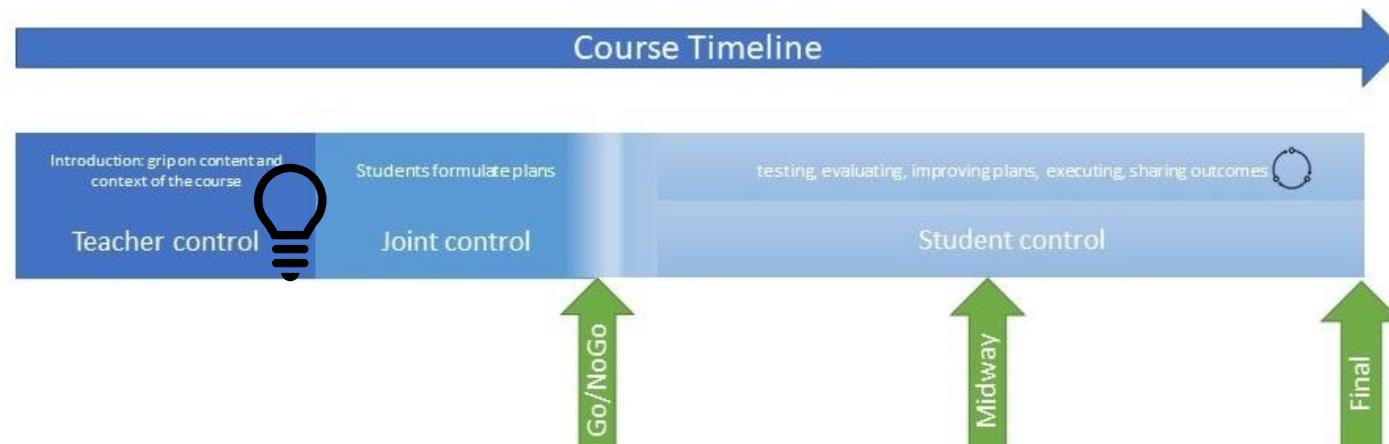 Course Timeline
Introduction: grip on content and
context of the course
Teacher control
Students formulate plans
Joint control
testing, evaluating, improving plans, executing, sharing outcomes
Student control
Go/NoGo
Midway
Final